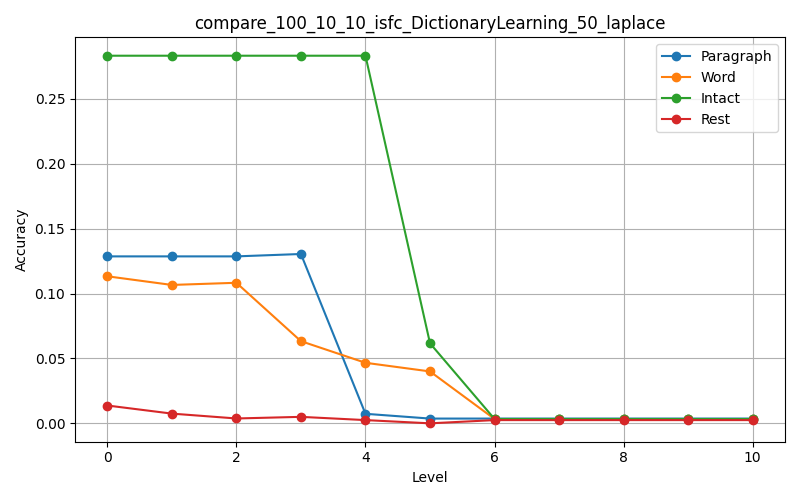 compare_100_10_10_isfc_DictionaryLearning_50_laplace
Paragraph
Word
Intact
Rest
Accuracy
0.25
0.20
0.15
0.10
0.05
0.00
0 2 4 6 8 10
Level